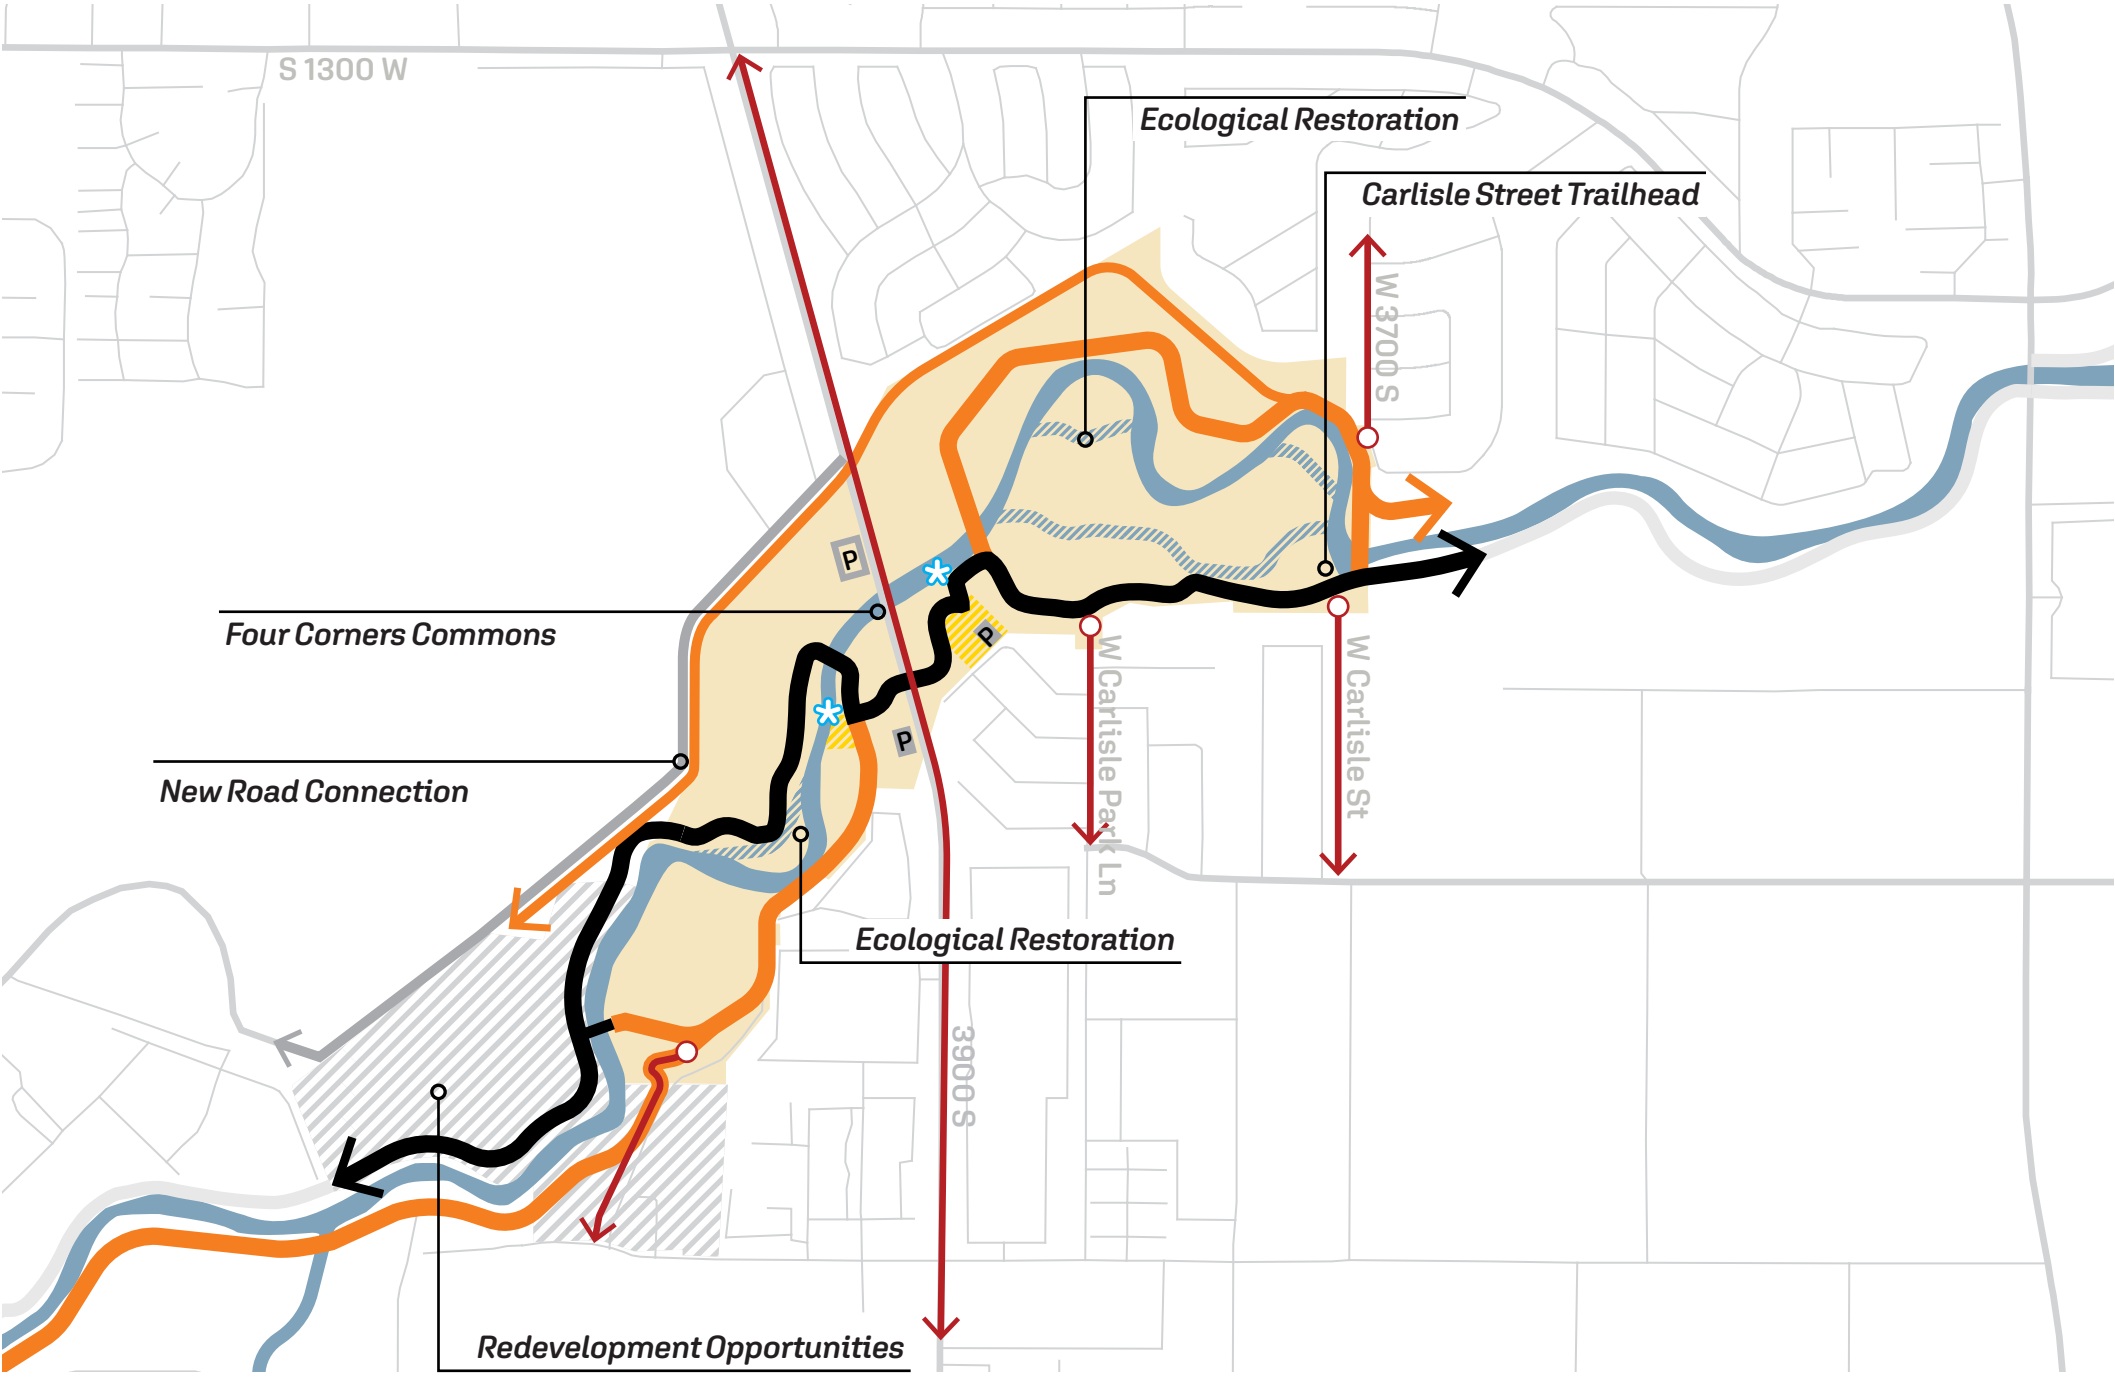 S 1300 W
Ecological Restoration
Carlisle Street Trailhead
W 3700 S
P
Four Corners Commons
P
W Carlisle Park Ln
W Carlisle St
P
New Road Connection
Ecological Restoration
3900 S
Redevelopment Opportunities